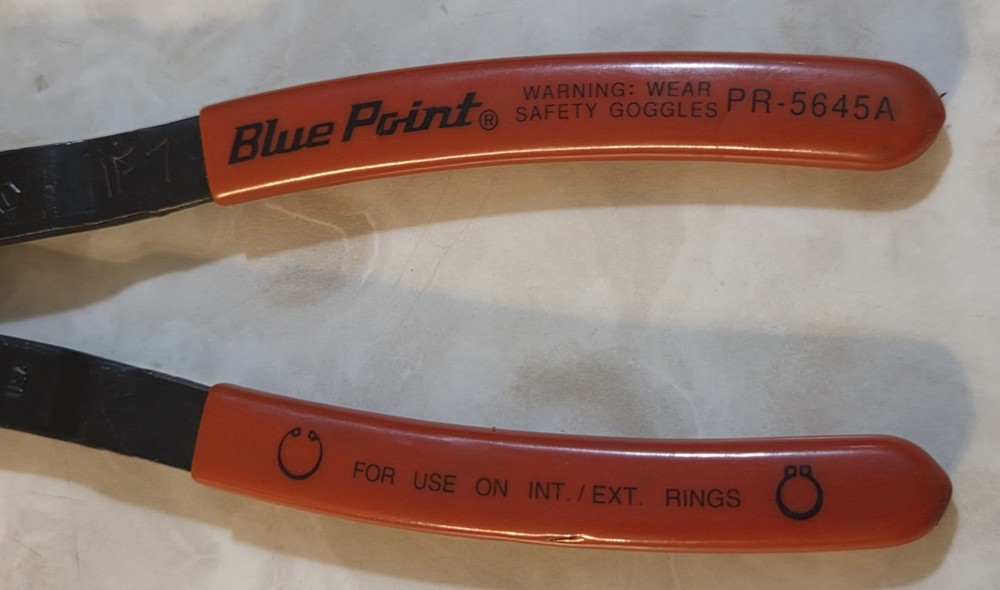 Blue Point®
WARNING: WEAR
SAFETY GOGGLES
PR-5645A
FOR USE ON INT./EXT. RINGS